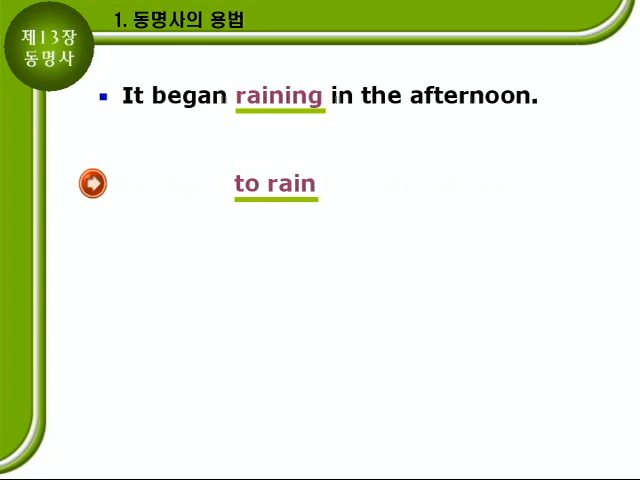 1. 동명사의 용법
제13장
동명사
It began raining in the afternoon.
to rain